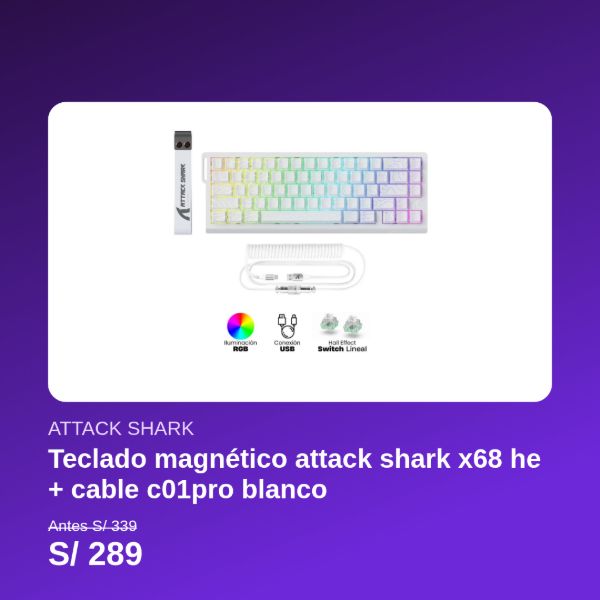 ATTACK SHARK
Iluminación
RGB
Conexión
USB
Hall Effect
Switch Lineal
ATTACK SHARK
Teclado magnético attack shark x68 he
+ cable c01pro blanco
Antes S/ 339
S/ 289